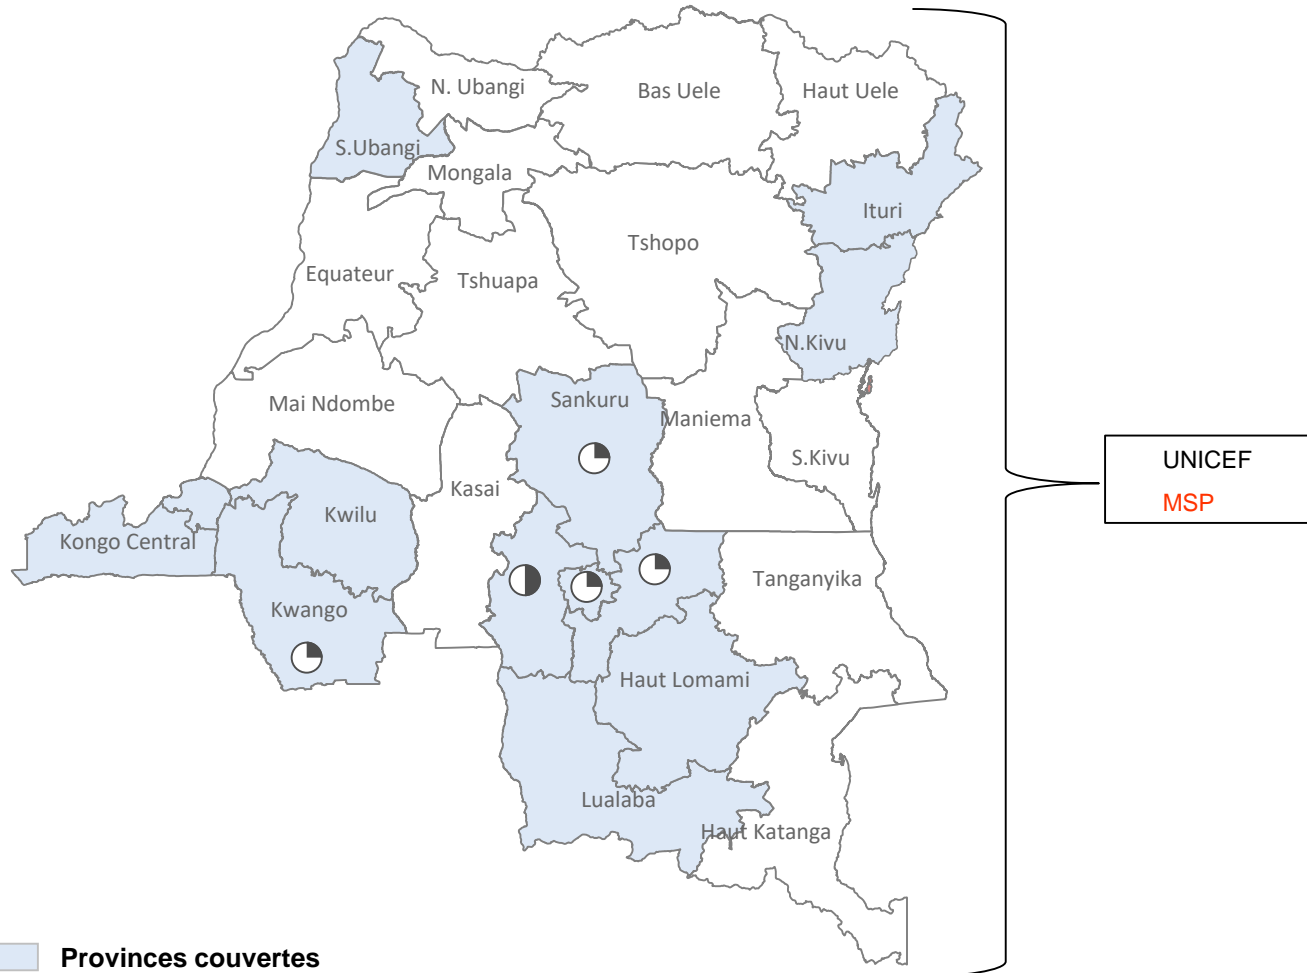 N. Ubangi
Bas Uele
Haut Uele
S.Ubangi
Mongala
Ituri
Tshopo
Equateur
Tshuapa
N.Kivu
Mai Ndombe
Sankuru
Maniema
S.Kivu
Kasai
Kwilu
Kongo Central
Kwango
Tanganyika
Haut Lomami
Lualaba
Haut Katanga
UNICEF
MSP
Provinces couvertes